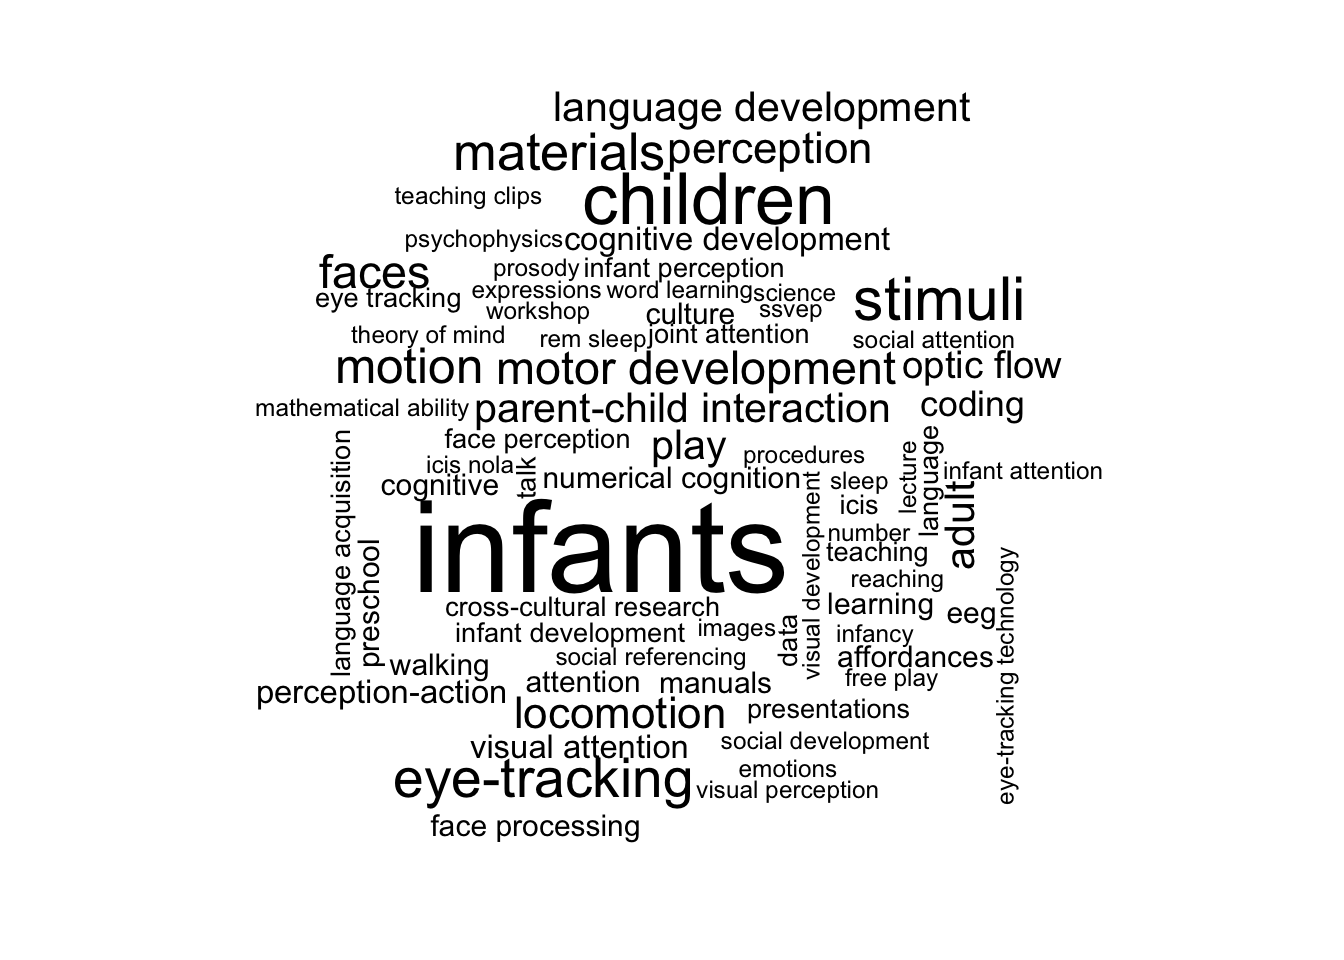 language development
materials
perception
teaching clips
children
psychophysics
cognitive development
faces
prosody
infant perception
eye tracking
expressions
word learning
science
stimuli
workshop
culture
ssvep
theory of mind
rem sleep
joint attention
social attention
motion
motor development
optic flow
mathematical ability
parent-child interaction
coding
face perception
play
procedures
icis nola
talk
cognitive
numerical cognition
sleep
lecture
language
infant attention
icis
adult
language acquisition
preschool
infants
visual development
number
teaching
reaching
eye-tracking technology
cross-cultural research
learning
eeg
infant development
images
data
infancy
walking
social referencing
affordances
perception-action
attention
manuals
free play
locomotion
presentations
visual attention
social development
eye-tracking
emotions
visual perception
face processing